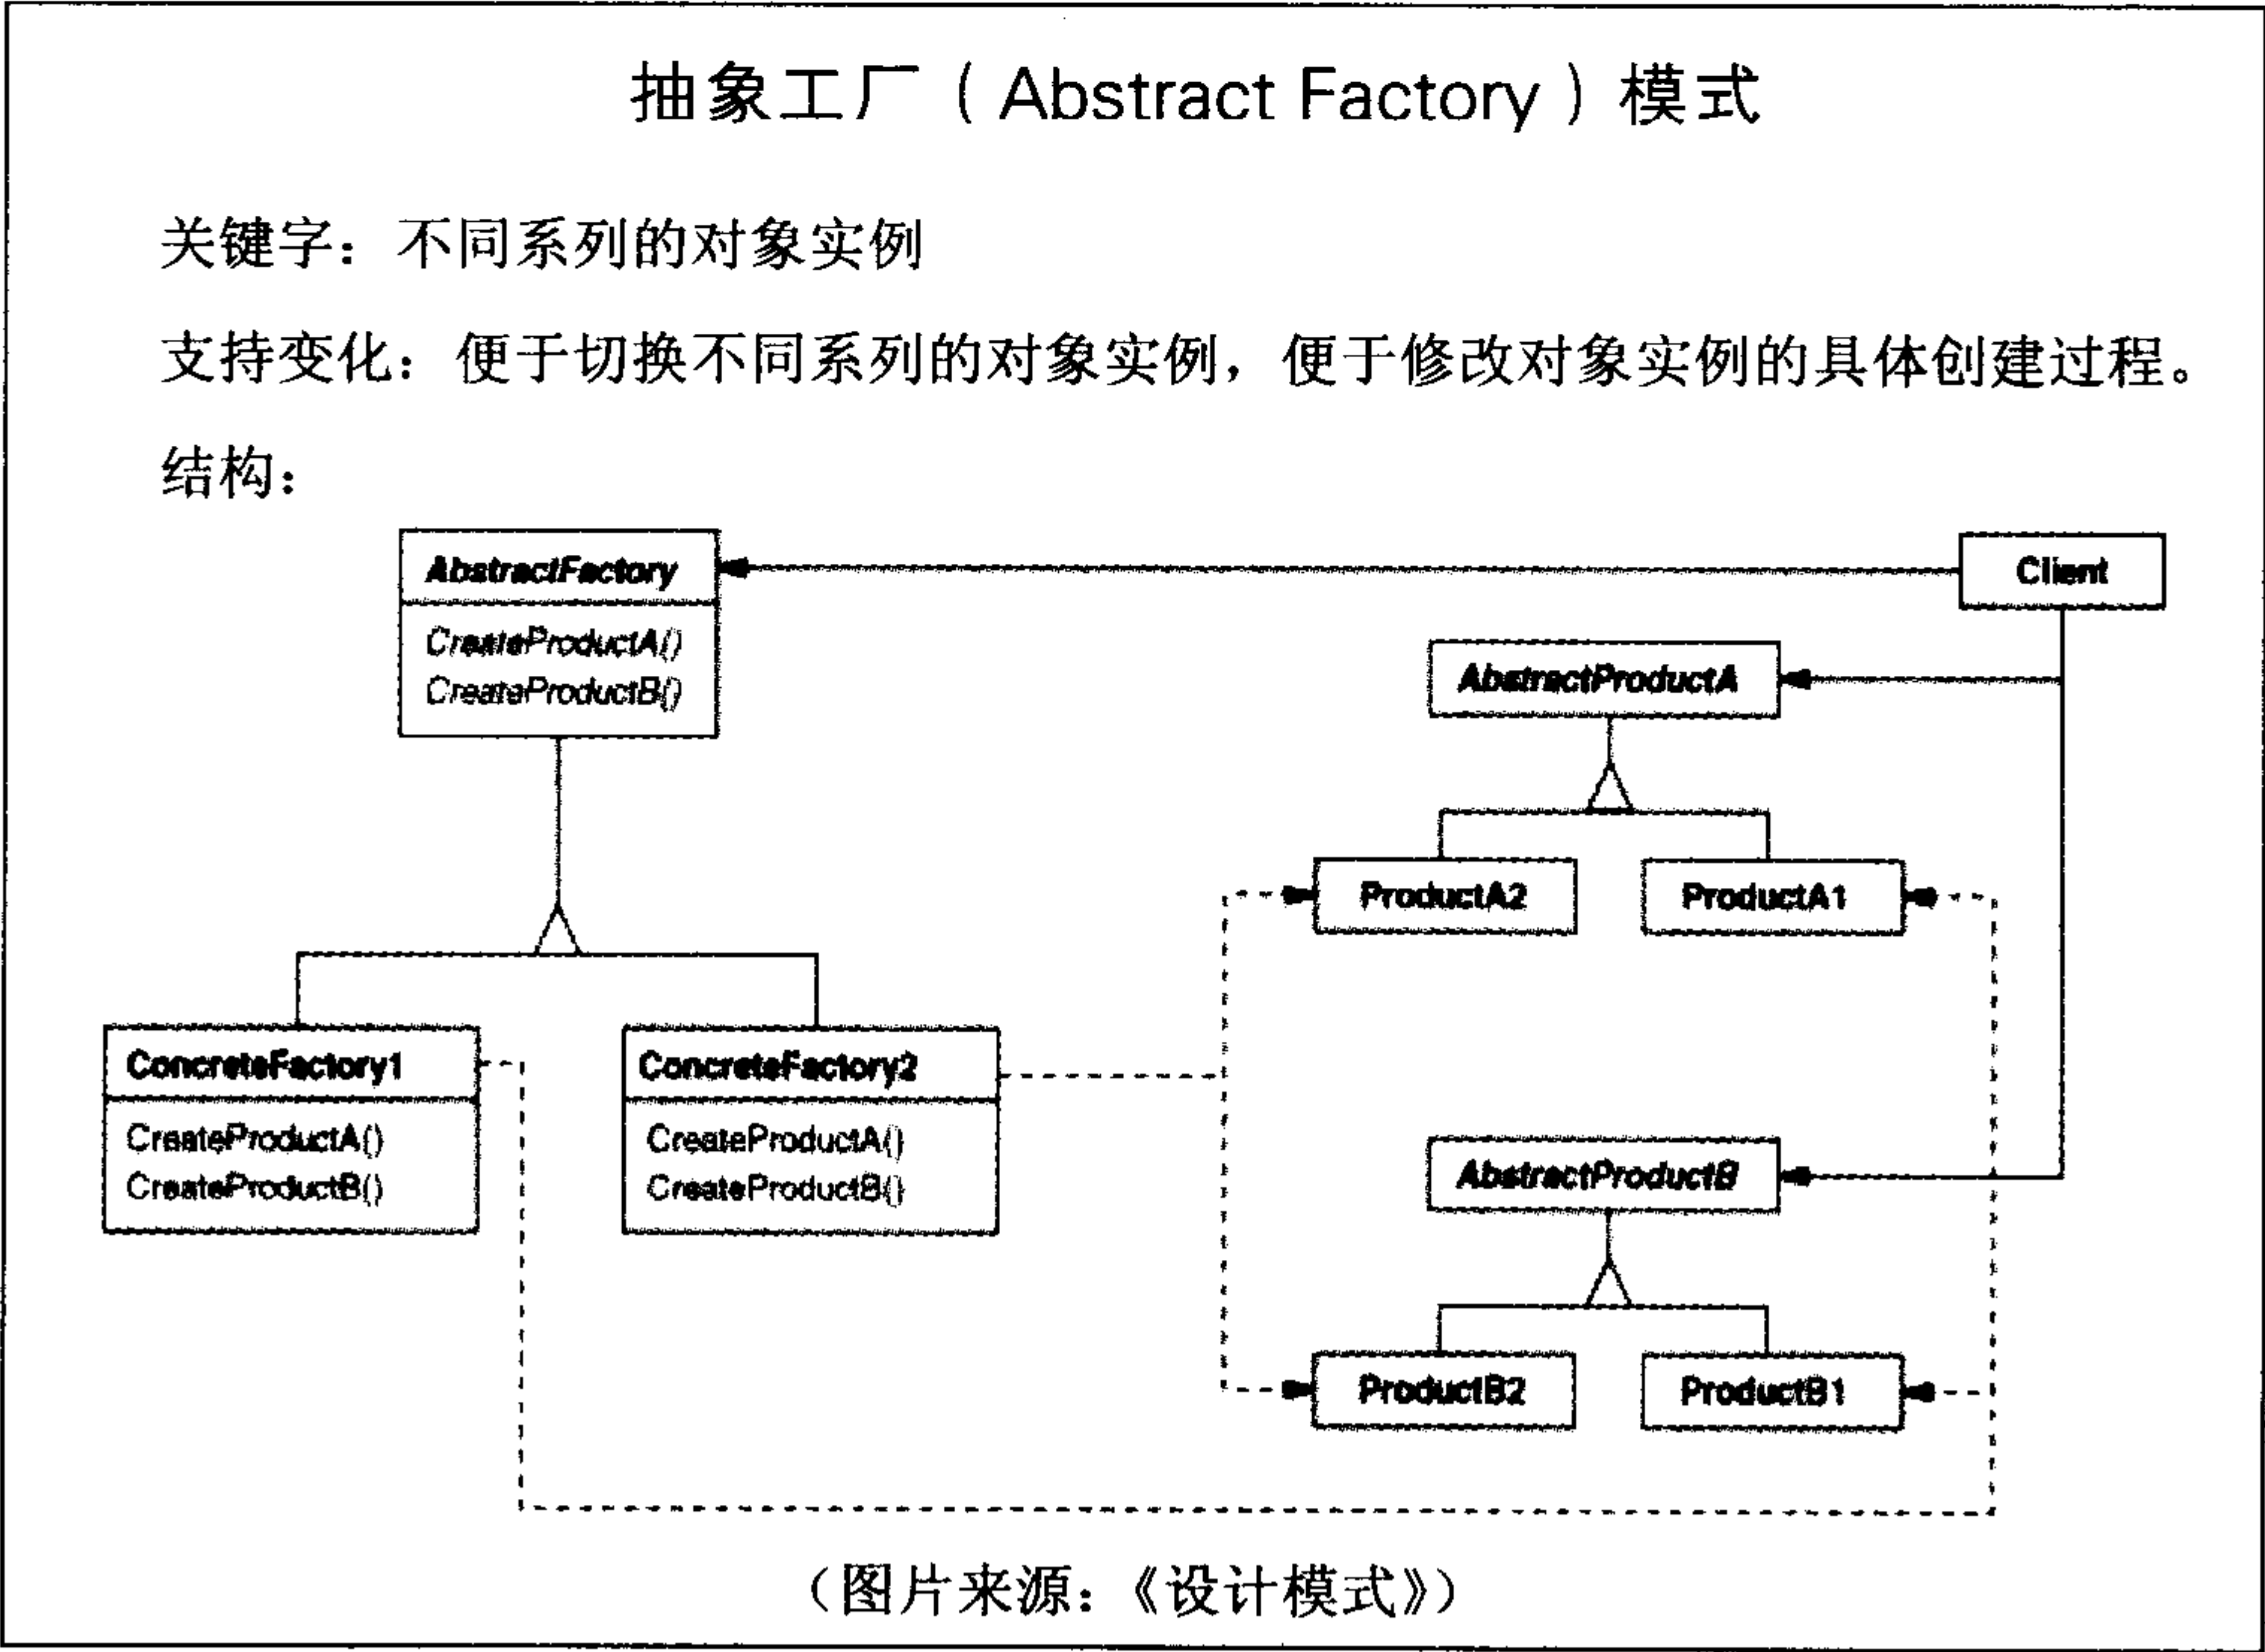 抽象工厂（Abstract Factory）模式
关键字：不同系列的对象实例
支持变化：便于切换不同系列的对象实例，便于修改对象实例的具体创建过程。
结构：
AbstractFactory
CreateProductA()
CreateProductB()
Client
AbstractProductA
ProductA2
ProductA1
ConcreteFactory1
CreateProductA()
CreateProductB()
ConcreteFactory2
CreateProductA()
CreateProductB()
AbstractProductB
ProductB2
ProductB1
（图片来源：《设计模式》）